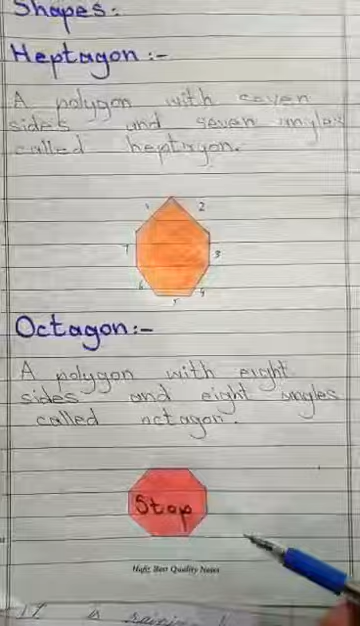 Shapes:
Heptagon:-
A polygon with seven
sides and seven angles
called heptagon.
1 2
7 3
6 4
5
Octagon:-
A polygon with eight
sides and eight angles
called octagon.
Stop
Hafiz Best Quality Notes